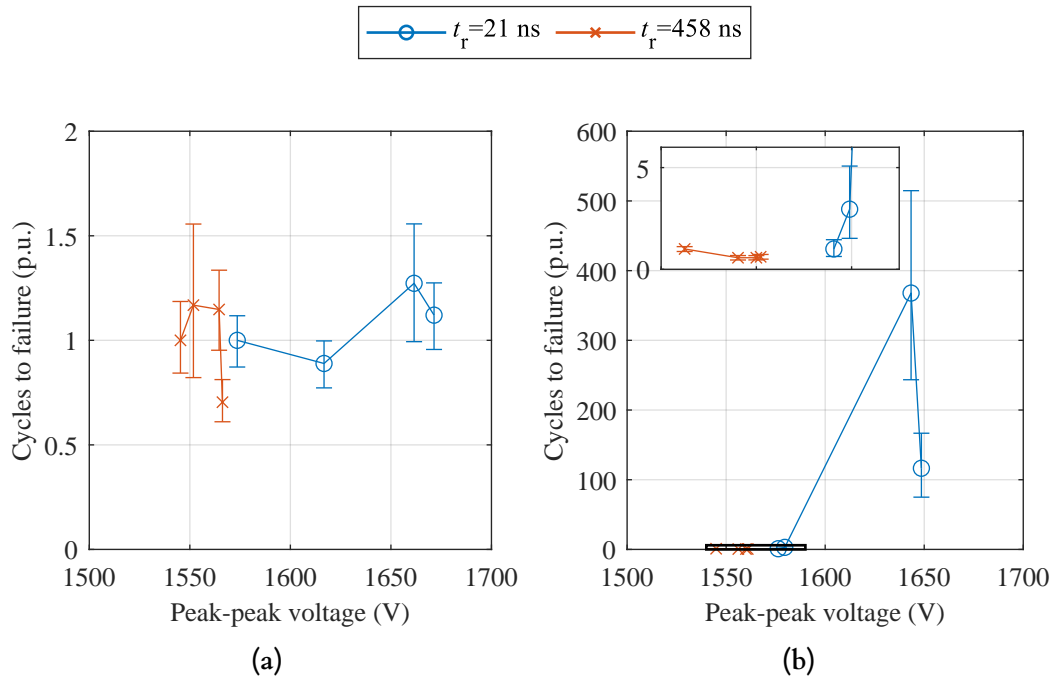 t_r=21 ns t_r=458 ns
2
1.5
1
0.5
0
1500 1550 1600 1650 1700
Cycles to failure (p.u.)
Peak-peak voltage (V)
(a)
600
500
400
300
200
100
0
5
0
1500 1550 1600 1650 1700
Cycles to failure (p.u.)
Peak-peak voltage (V)
(b)